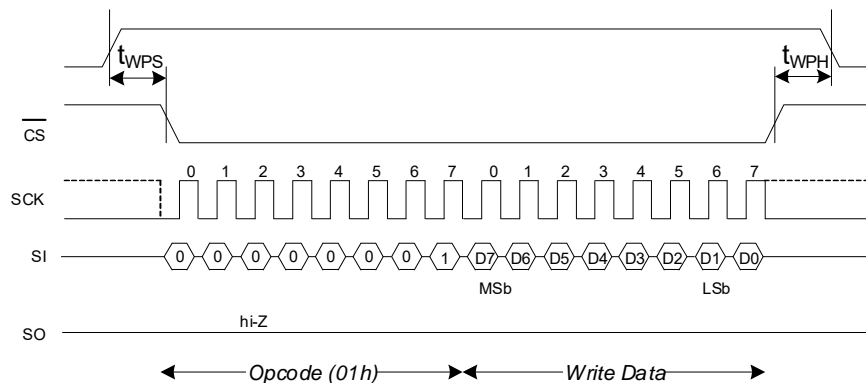 tWPS
tWPH
CS
0 1 2 3 4 5 6 7 0 1 2 3 4 5 6 7
SCK
SI 0 0 0 0 0 0 0 1 D7 D6 D5 D4 D3 D2 D1 D0
MSb LSb
hi-Z
SO
Opcode (01h) Write Data